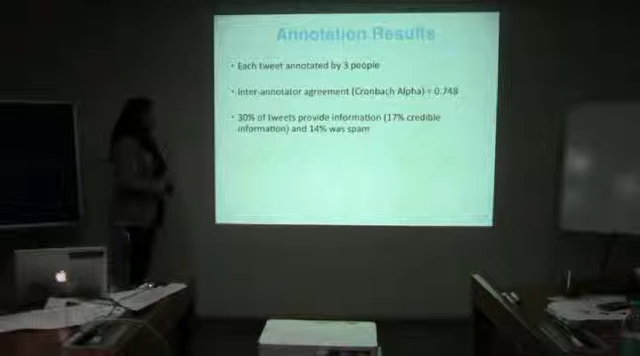 Annotation Results
• Each tweet annotated by 3 people
• Inter-annotator agreement (Cronbach Alpha) = 0.748
• 30% of tweets provide information (17% credible
information) and 14% was spam